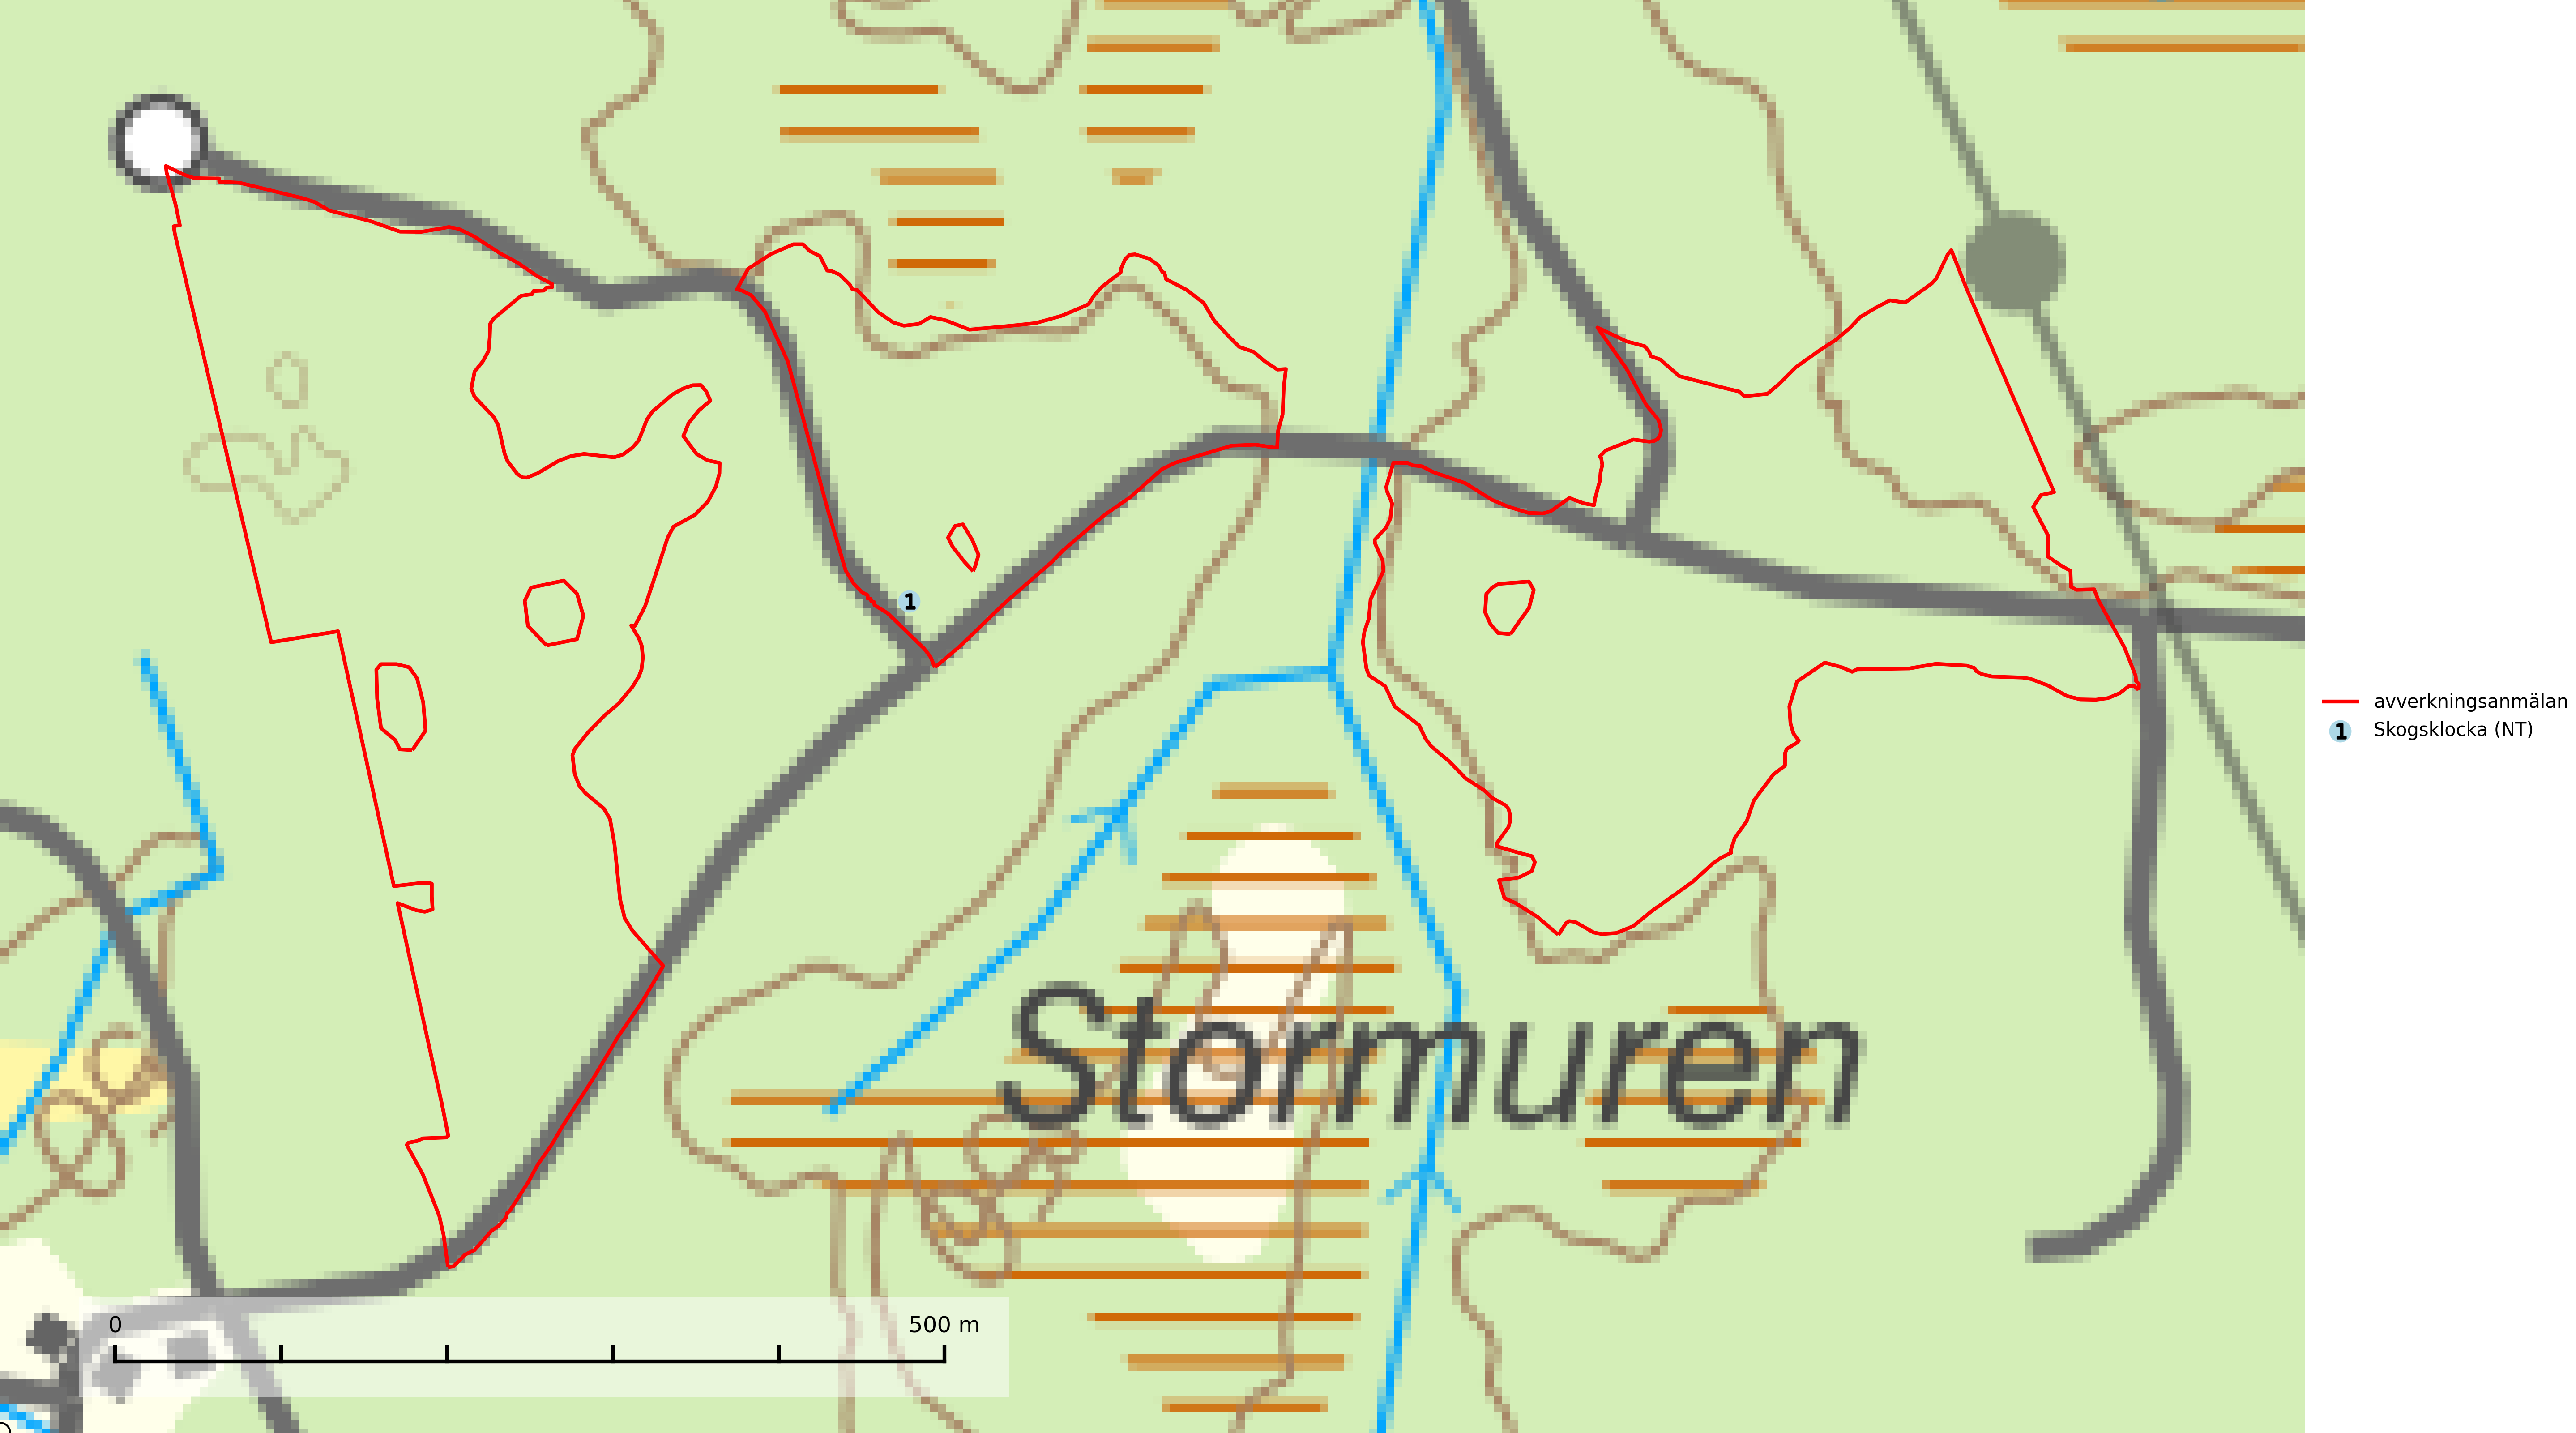 1
Stormuren
0 500 m
avverkningsanmälan
1 Skogsklocka (NT)